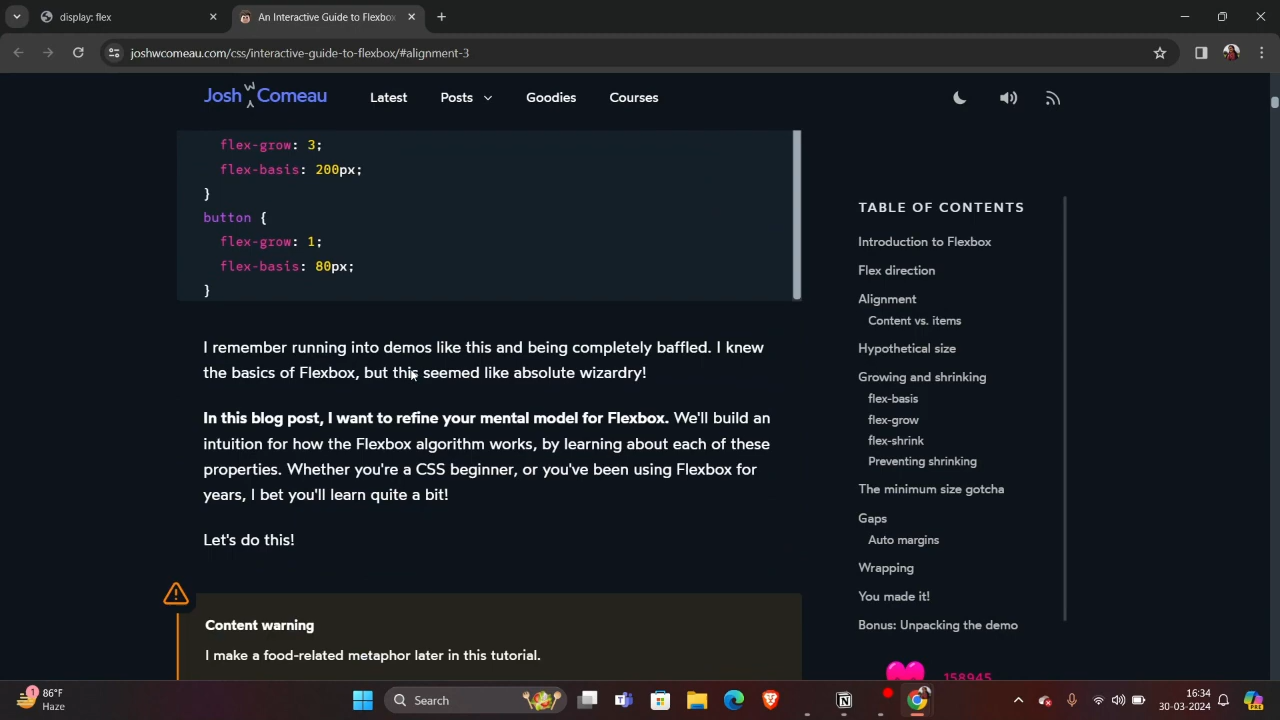 display: flex
An Interactive Guide to Flexbox
joshwcomeau.com/css/interactive-guide-to-flexbox/#alignment-3
Josh W Comeau
Latest
Posts
Goodies
Courses
flex-grow: 3;
flex-basis: 200px;
}
button {
flex-grow: 1;
flex-basis: 80px;
}
I remember running into demos like this and being completely baffled. I knew
the basics of Flexbox, but this seemed like absolute wizardry!
In this blog post, I want to refine your mental model for Flexbox. We'll build an
intuition for how the Flexbox algorithm works, by learning about each of these
properties. Whether you're a CSS beginner, or you've been using Flexbox for
years, I bet you'll learn quite a bit!
Let's do this!
Content warning
I make a food-related metaphor later in this tutorial.
TABLE OF CONTENTS
Introduction to Flexbox
Flex direction
Alignment
Content vs. items
Hypothetical size
Growing and shrinking
flex-basis
flex-grow
flex-shrink
Preventing shrinking
The minimum size gotcha
Gaps
Auto margins
Wrapping
You made it!
Bonus: Unpacking the demo
158945
1
86°F
Haze
Search
16:34
30-03-2024